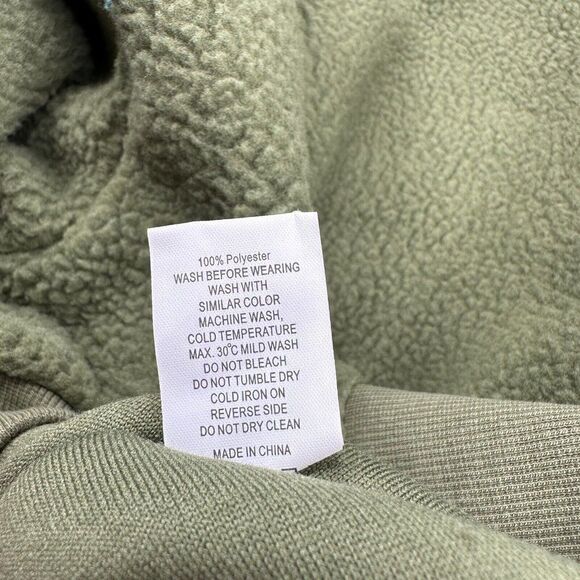 100% Polyester
WASH BEFORE WEARING
WASH WITH
SIMILAR COLOR
MACHINE WASH,
COLD TEMPERATURE
MAX. 30℃ MILD WASH
DO NOT BLEACH
DO NOT TUMBLE DRY
COLD IRON ON
REVERSE SIDE
DO NOT DRY CLEAN
MADE IN CHINA